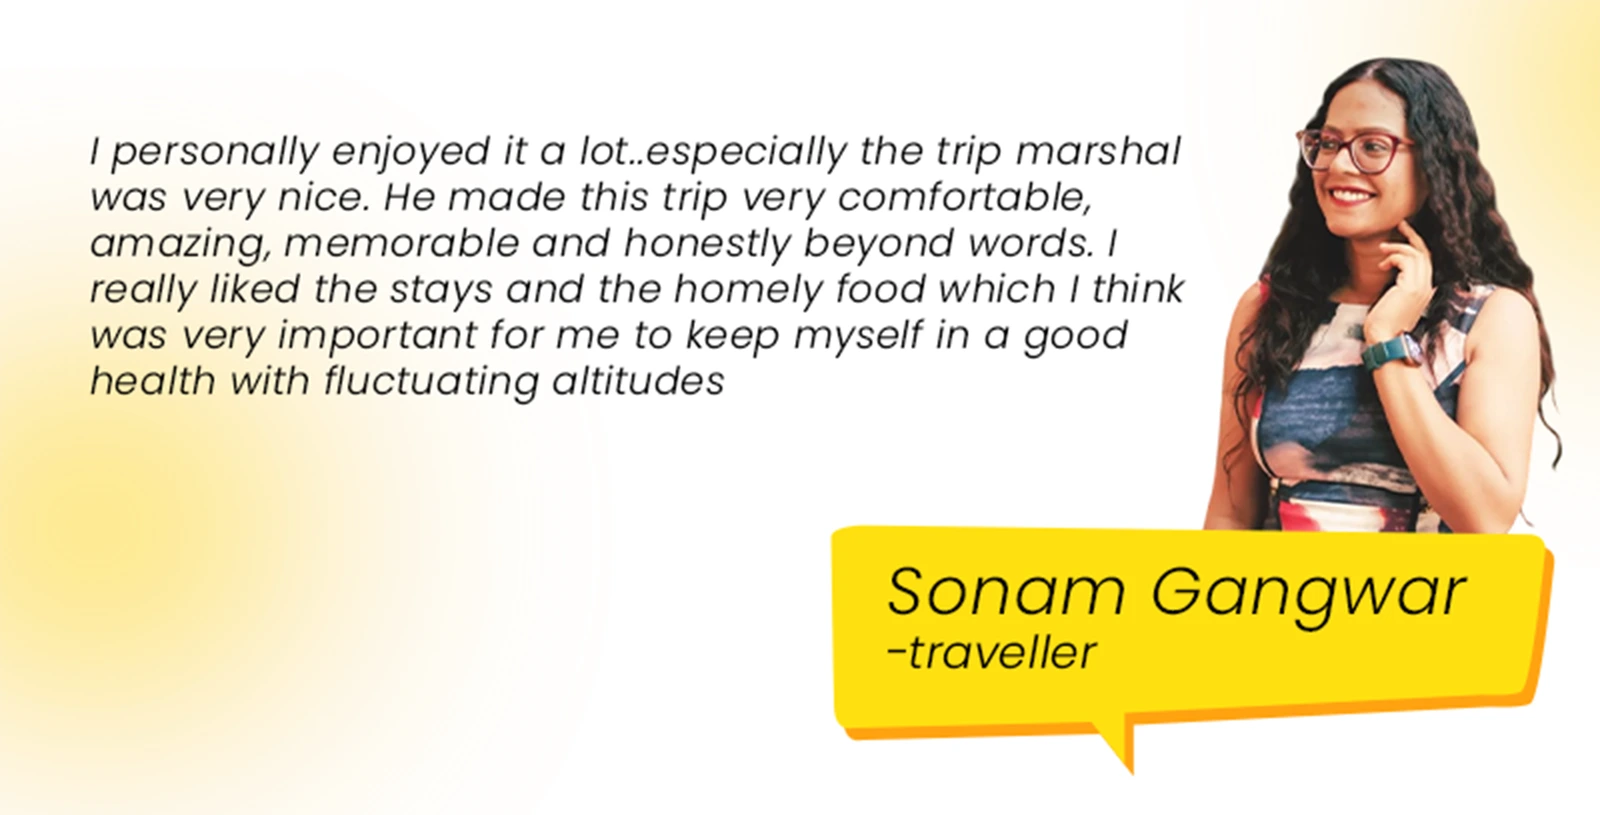 I personally enjoyed it a lot..especially the trip marshal
was very nice. He made this trip very comfortable,
amazing, memorable and honestly beyond words. I
really liked the stays and the homely food which I think
was very important for me to keep myself in a good
health with fluctuating altitudes
Sonam Gangwar
-traveller